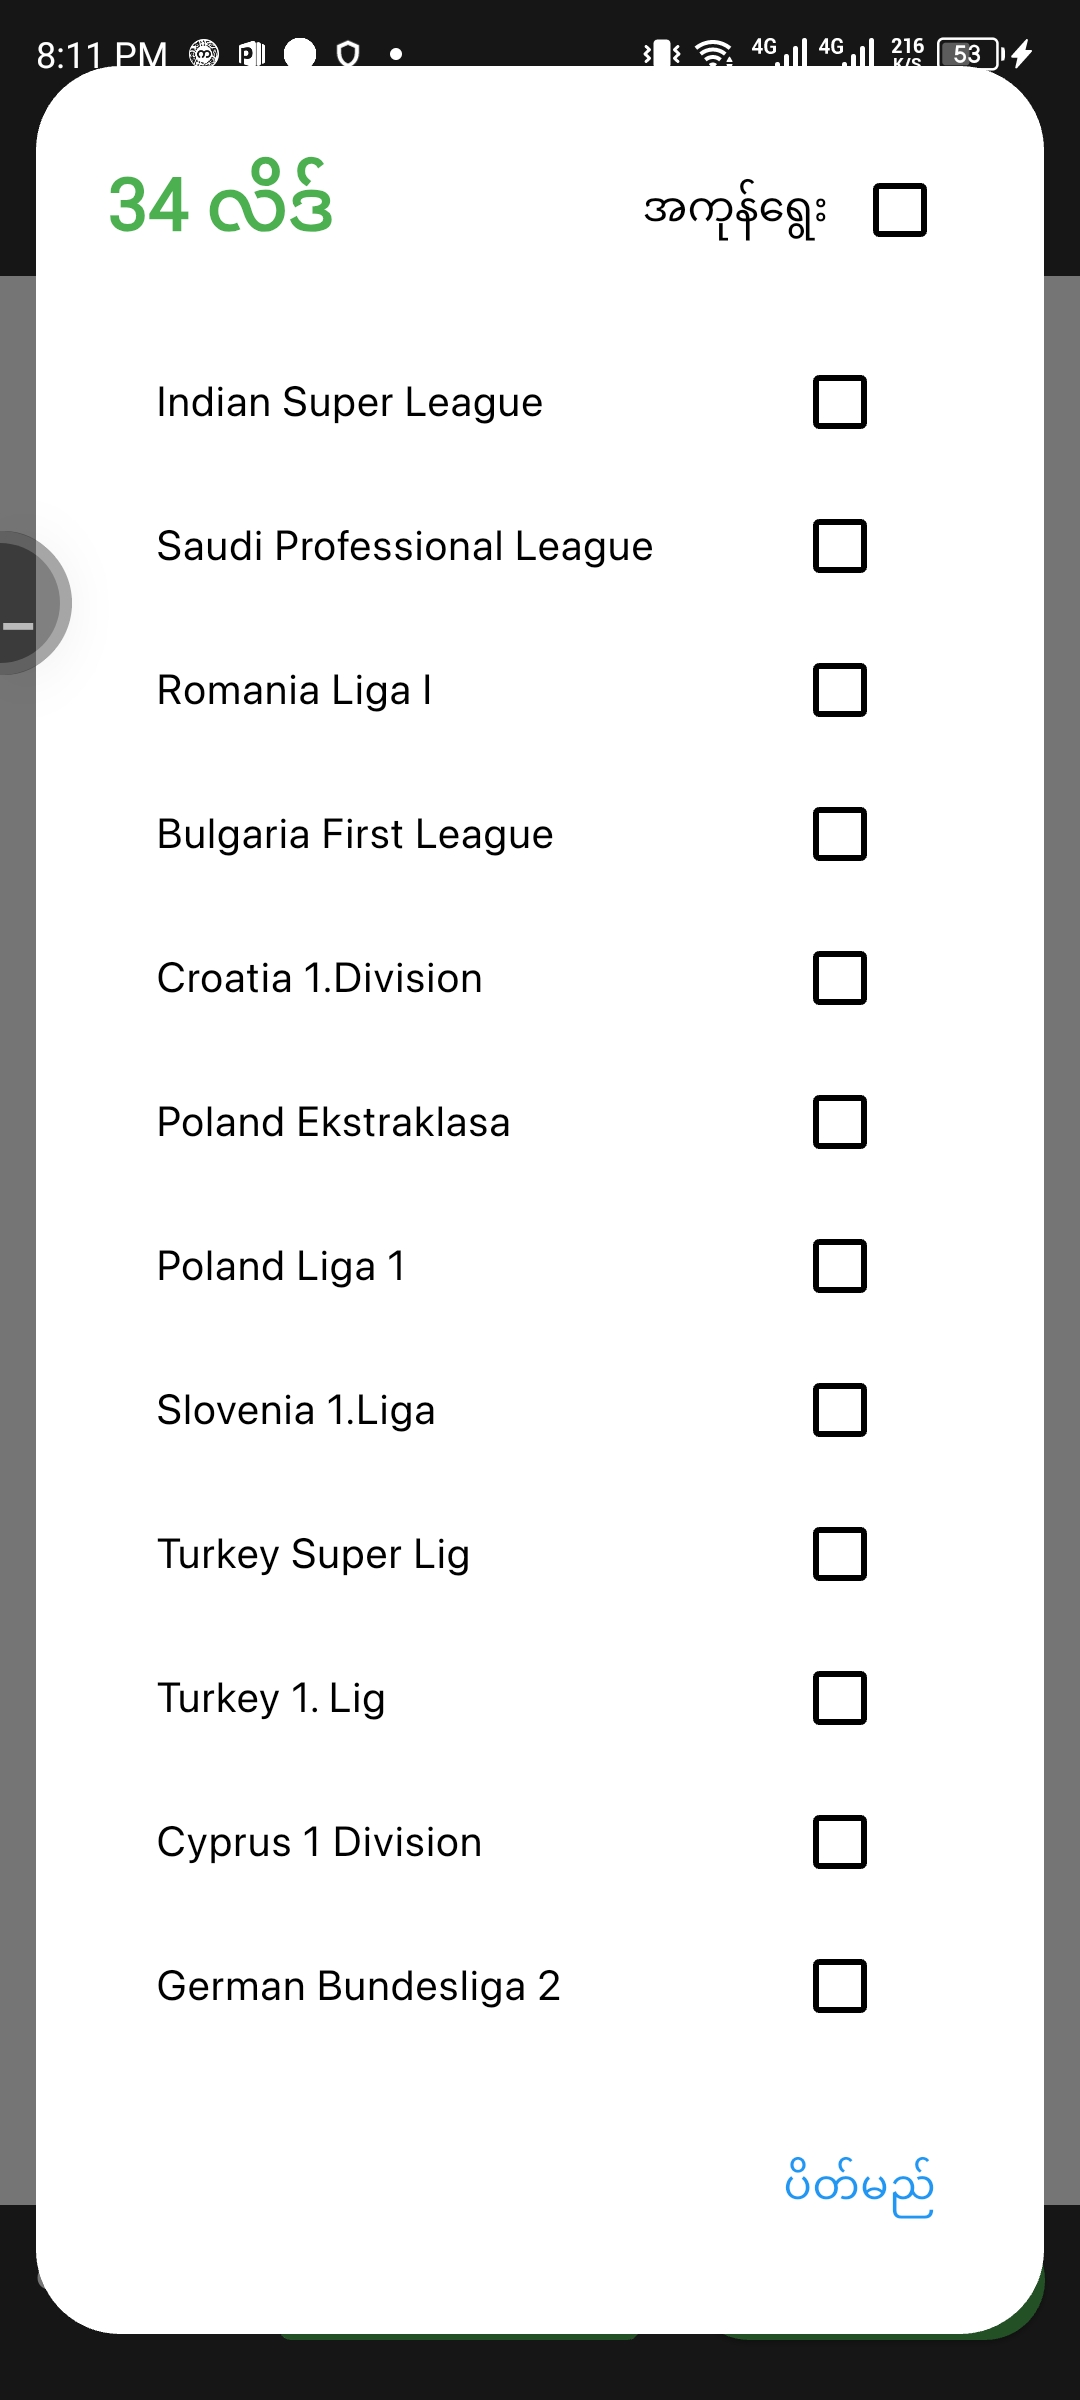 8:11 PM 4G 4G 216 K/S 53
34 လိဒ် အကုန်ရွေး
Indian Super League
Saudi Professional League
Romania Liga I
Bulgaria First League
Croatia 1.Division
Poland Ekstraklasa
Poland Liga 1
Slovenia 1.Liga
Turkey Super Lig
Turkey 1. Lig
Cyprus 1 Division
German Bundesliga 2
ပိတ်မည်